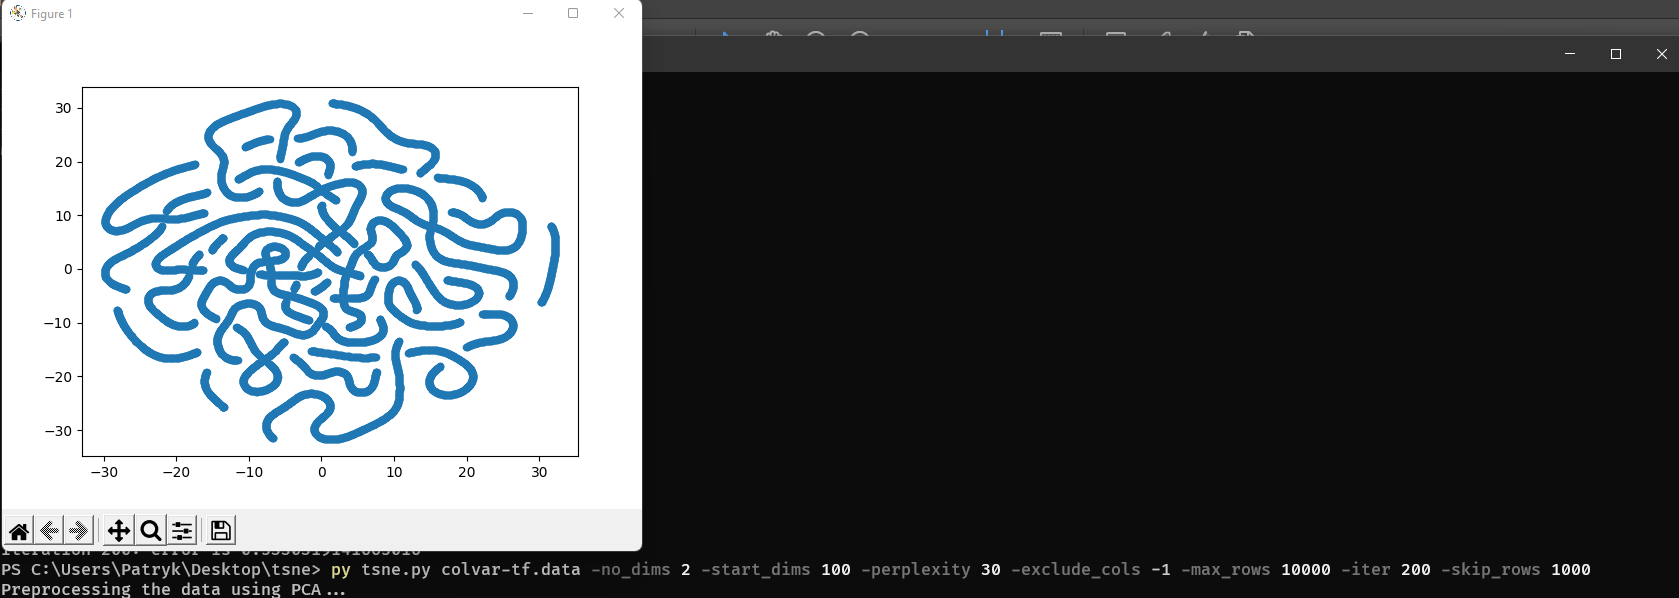 Figure 1
30
20
10
0
−10
−20
−30
−30 −20 −10 0 10 20 30
PS C:\Users\Patryk\Desktop\tsne> py tsne.py colvar-tf.data -no_dims 2 -start_dims 100 -perplexity 30 -exclude_cols -1 -max_rows 10000 -iter 200 -skip_rows 1000
Preprocessing the data using PCA...